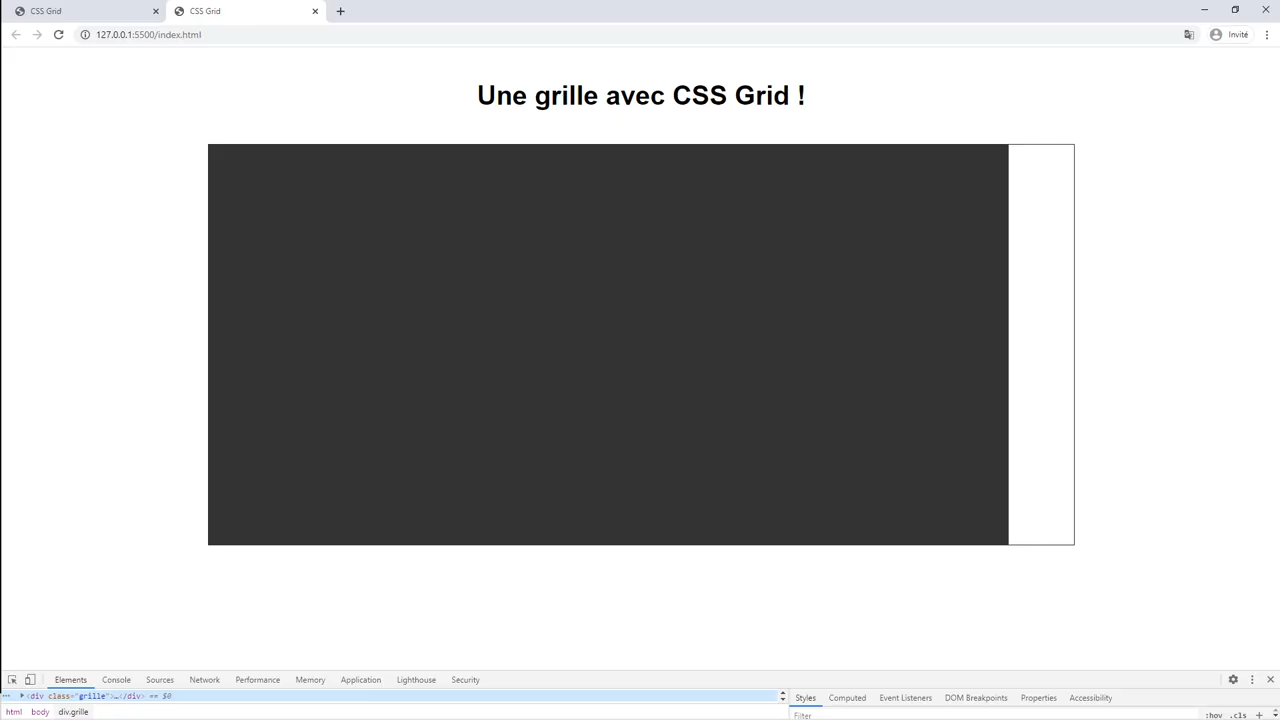 CSS Grid
CSS Grid
127.0.0.1:5500/index.html
Invité
Une grille avec CSS Grid !
Elements Console Sources Network Performance Memory Application Lighthouse Security
<div class="grille">…</div> == $0
html body div.grille
Styles Computed Event Listeners DOM Breakpoints Properties Accessibility
Filter :hov .cls